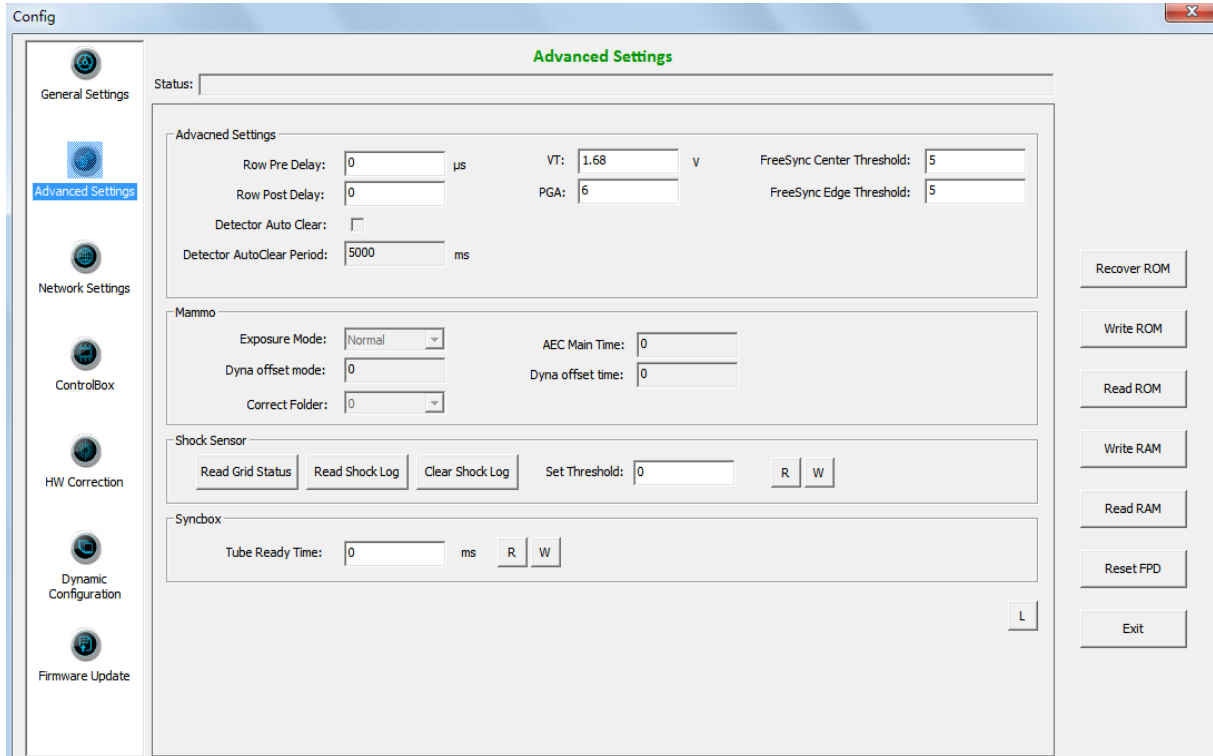 Config
General Settings
Advanced Settings
Network Settings
ControlBox
HW Correction
Dynamic
Configuration
Firmware Update
Advanced Settings
Status:
Advacned Settings
Row Pre Delay: 0 µs VT: 1.68 V FreeSync Center Threshold: 5
Row Post Delay: 0 PGA: 6 FreeSync Edge Threshold: 5
Detector Auto Clear:
Detector AutoClear Period: 5000 ms
Mammo
Exposure Mode: Normal AEC Main Time: 0
Dyna offset mode: 0 Dyna offset time: 0
Correct Folder: 0
Shock Sensor
Read Grid Status Read Shock Log Clear Shock Log Set Threshold: 0 R W
Syncbox
Tube Ready Time: 0 ms R W
L
Recover ROM
Write ROM
Read ROM
Write RAM
Read RAM
Reset FPD
Exit